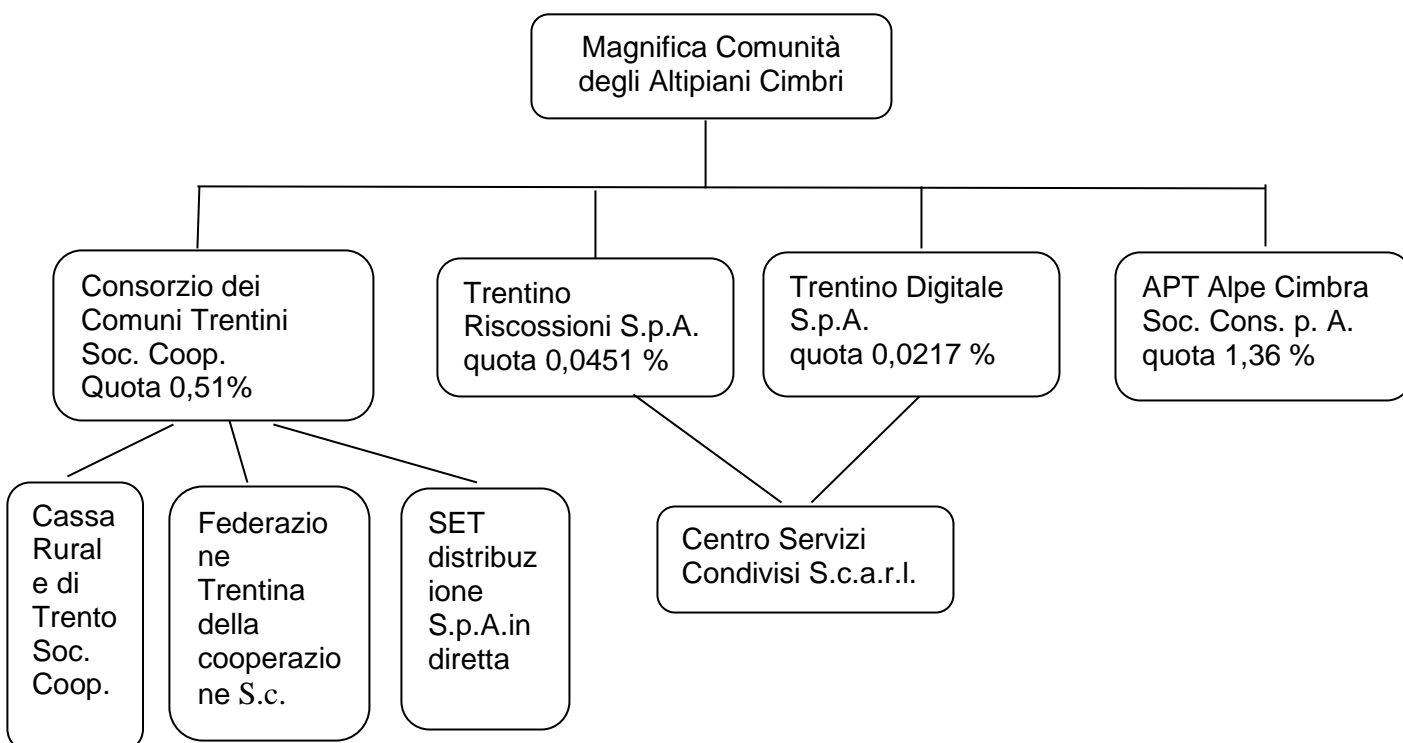 Magnifica Comunità
degli Altipiani Cimbri
Consorzio dei
Comuni Trentini
Soc. Coop.
Quota 0,51%
Trentino
Riscossioni S.p.A.
quota 0,0451 %
Trentino Digitale
S.p.A.
quota 0,0217 %
APT Alpe Cimbra
Soc. Cons. p. A.
quota 1,36 %
Cassa
Rural
e di
Trento
Soc.
Coop.
Federazio
ne
Trentina
della
cooperazio
ne S.c.
SET
distribuz
ione
S.p.A.in
diretta
Centro Servizi
Condivisi S.c.a.r.l.